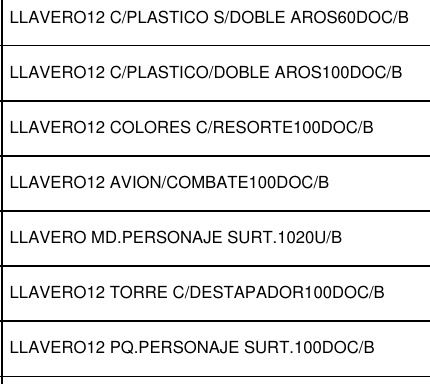 LLAVERO12 C/PLASTICO S/DOBLE AROS60DOC/B
LLAVERO12 C/PLASTICO/DOBLE AROS100DOC/B
LLAVERO12 COLORES C/RESORTE100DOC/B
LLAVERO12 AVION/COMBATE100DOC/B
LLAVERO MD.PERSONAJE SURT.1020U/B
LLAVERO12 TORRE C/DESTAPADOR100DOC/B
LLAVERO12 PQ.PERSONAJE SURT.100DOC/B